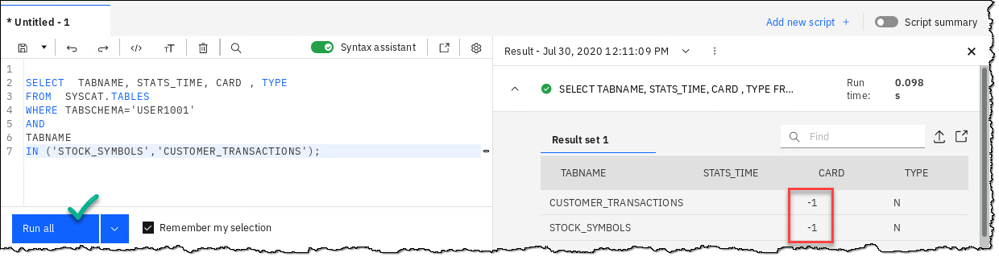 * Untitled - 1
Add new script +
Script summary
Syntax assistant
1
2 SELECT  TABNAME, STATS_TIME, CARD , TYPE
3 FROM  SYSCAT.TABLES
4 WHERE TABSCHEMA='USER1001'
5 AND
6 TABNAME
7 IN ('STOCK_SYMBOLS','CUSTOMER_TRANSACTIONS');
Run all
Remember my selection
Result - Jul 30, 2020 12:11:09 PM
SELECT TABNAME, STATS_TIME, CARD , TYPE FR...
Run time: 0.098 s
Result set 1
Find
TABNAME STATS_TIME CARD TYPE
CUSTOMER_TRANSACTIONS -1 N
STOCK_SYMBOLS -1 N